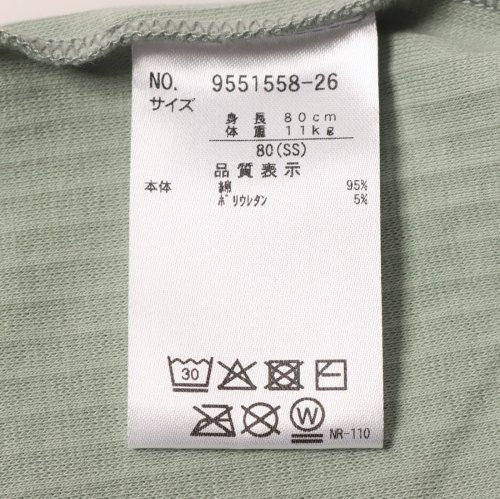 NO. 9551558-26
サイズ
身長 80cm
体重 11kg
80(SS)
品質表示
本体 綿 95%
ポリウレタン 5%
30
W
NR-110